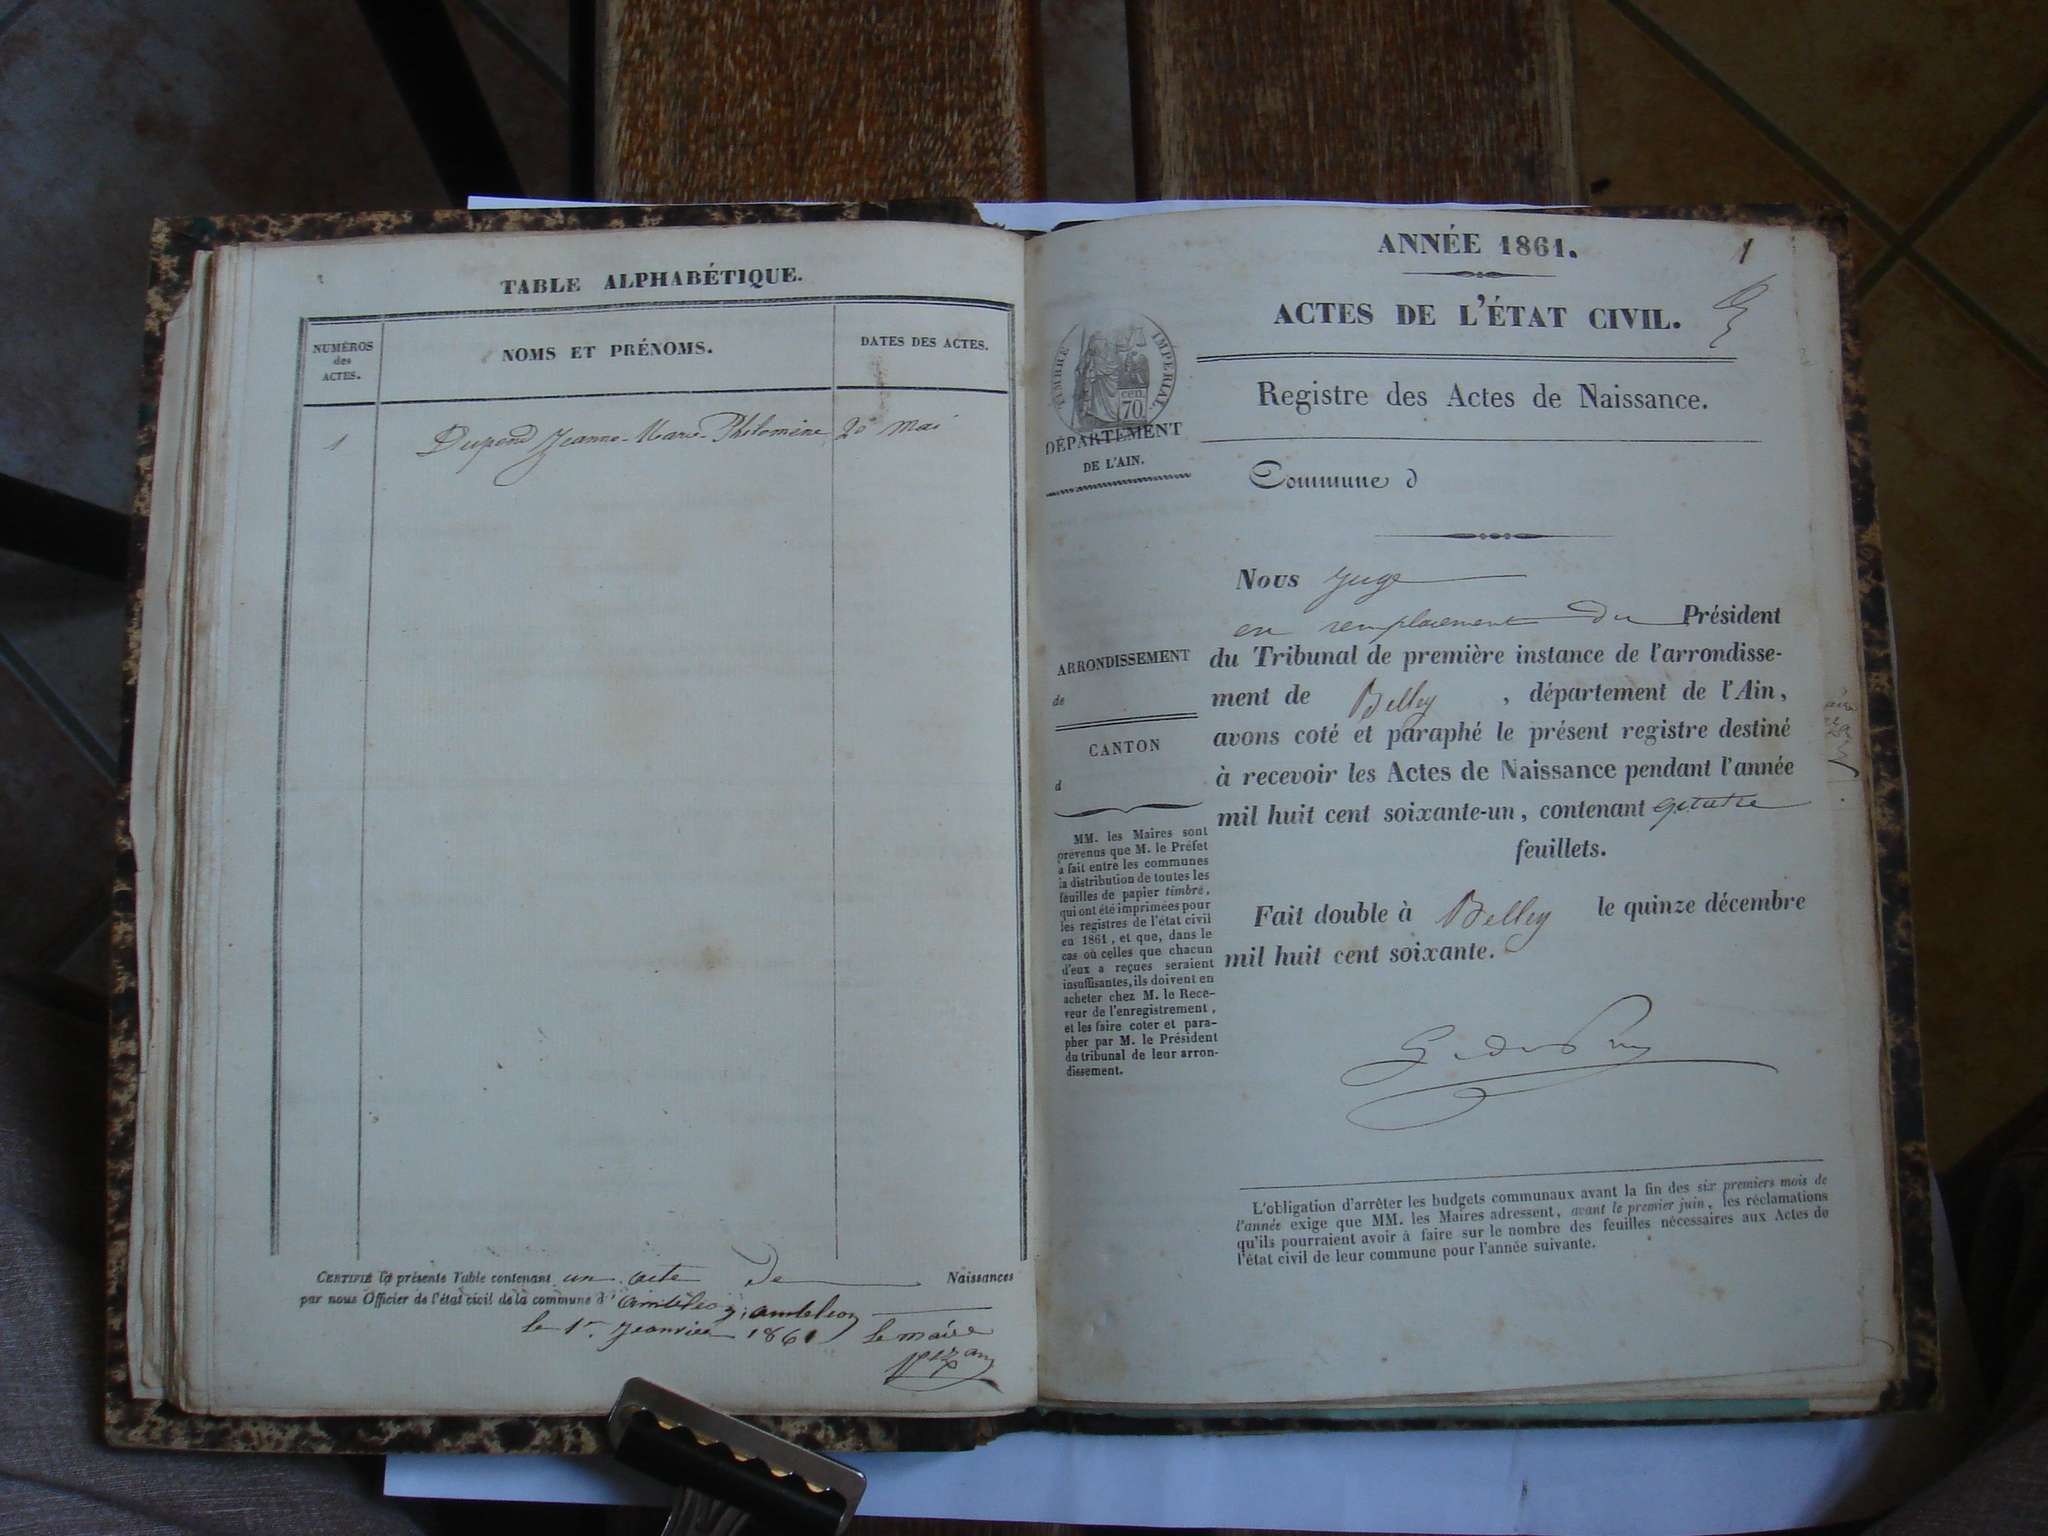 TABLE ALPHABÉTIQUE.
NUMÉROS
des
ACTES.
NOMS ET PRÉNOMS.
DATES DES ACTES.
1 Dupond Jeanne-Marie-Philomène 20 mai
CERTIFIÉ la présente Table contenant un acte de Naissances
par nous Officier de l'état civil de la commune d'
le 1er Janvier 1861 le maire
ANNÉE 1861.
1
ACTES DE L'ÉTAT CIVIL.
TIMBRE IMPERIAL.
cen.
70
Registre des Actes de Naissance.
DÉPARTEMENT
DE L'AIN.
Commune d
Nous Juge
en remplacement du Président
du Tribunal de première instance de l'arrondisse-
ment de Belley , département de l'Ain,
avons coté et paraphé le présent registre destiné
à recevoir les Actes de Naissance pendant l'année
mil huit cent soixante-un, contenant quatre
feuillets.
Fait double à Belley le quinze décembre
mil huit cent soixante.
ARRONDISSEMENT
de
CANTON
d
MM. les Maires sont
prévenus que M. le Préfet
a fait entre les communes
la distribution de toutes les
feuilles de papier timbré,
qui ont été imprimées pour
les registres de l'état civil
en 1861, et que, dans le
cas où celles que chacun
d'eux a reçues seraient
insuffisantes, ils doivent en
acheter chez M. le Rece-
veur de l'enregistrement,
et les faire coter et para-
pher par M. le Président
du tribunal de leur arron-
dissement.
L'obligation d'arrêter les budgets communaux avant la fin des six premiers mois de
l'année exige que MM. les Maires adressent, avant le premier juin, les réclamations
qu'ils pourraient avoir à faire sur le nombre des feuilles nécessaires aux Actes de
l'état civil de leur commune pour l'année suivante.